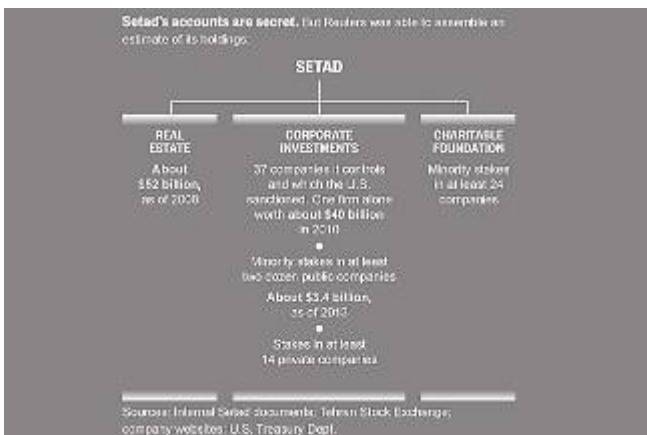 Setad's accounts are secret. But Reuters was able to assemble an
estimate of its holdings:
SETAD
REAL
ESTATE
About
$52 billion,
as of 2008
CORPORATE
INVESTMENTS
37 companies it controls
and which the U.S.
sanctioned. One firm alone
worth about $40 billion
in 2010
Minority stakes in at least
two dozen public companies
About $3.4 billion,
as of 2013
Stakes in at least
14 private companies
CHARITABLE
FOUNDATION
Minority stakes
in at least 24
companies
Sources: Internal Setad documents; Tehran Stock Exchange;
company websites; U.S. Treasury Dept.